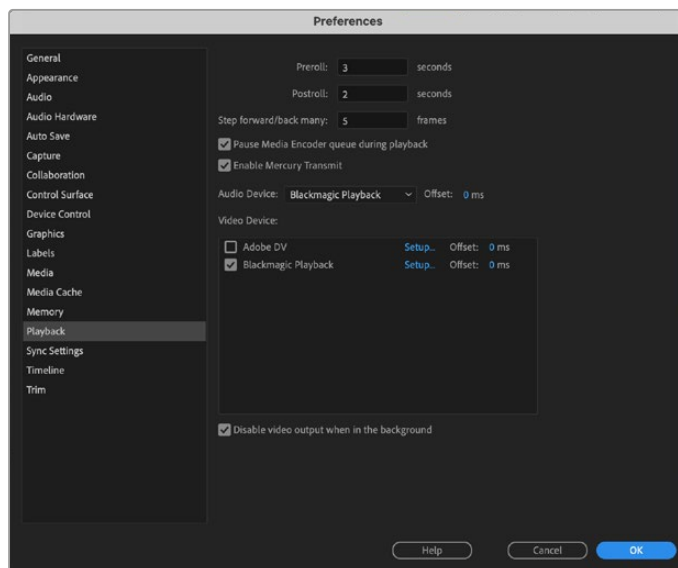 Preferences
General
Appearance
Audio
Audio Hardware
Auto Save
Capture
Collaboration
Control Surface
Device Control
Graphics
Labels
Media
Media Cache
Memory
Playback
Sync Settings
Timeline
Trim
Preroll: 3 seconds
Postroll: 2 seconds
Step forward/back many: 5 frames
Pause Media Encoder queue during playback
Enable Mercury Transmit
Audio Device: Blackmagic Playback Offset: 0 ms
Video Device:
Adobe DV Setup... Offset: 0 ms
Blackmagic Playback Setup... Offset: 0 ms
Disable video output when in the background
Help Cancel OK